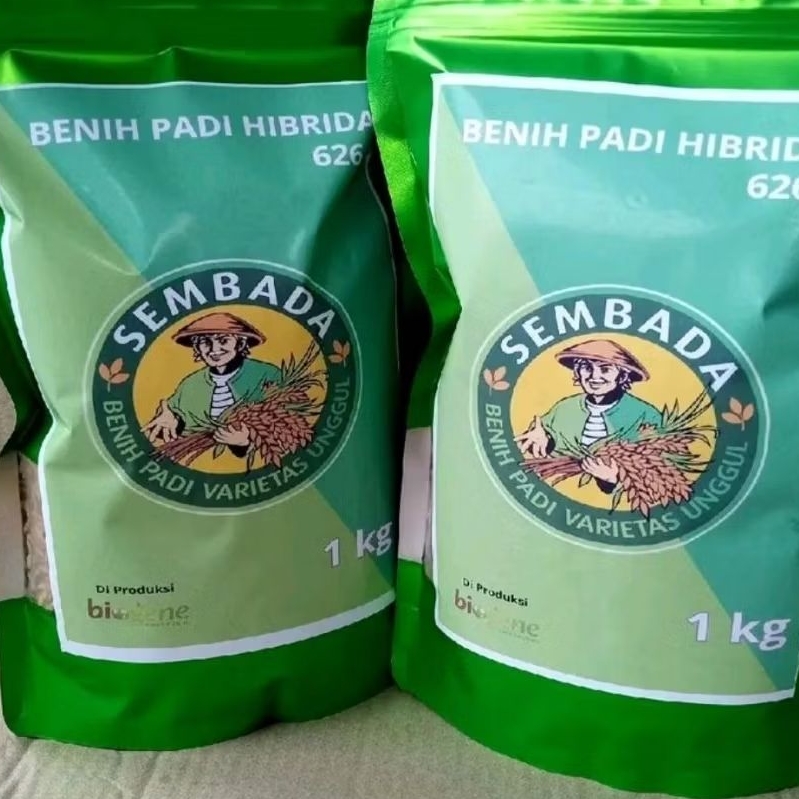 BENIH PADI HIBRIDA
626
SEMBADA
BENIH PADI VARIETAS UNGGUL
1 kg
Di Produksi
BENIH PADI HIBRID
626
SEMBADA
BENIH PADI VARIETAS UNGGUL
Di Produksi
1 kg